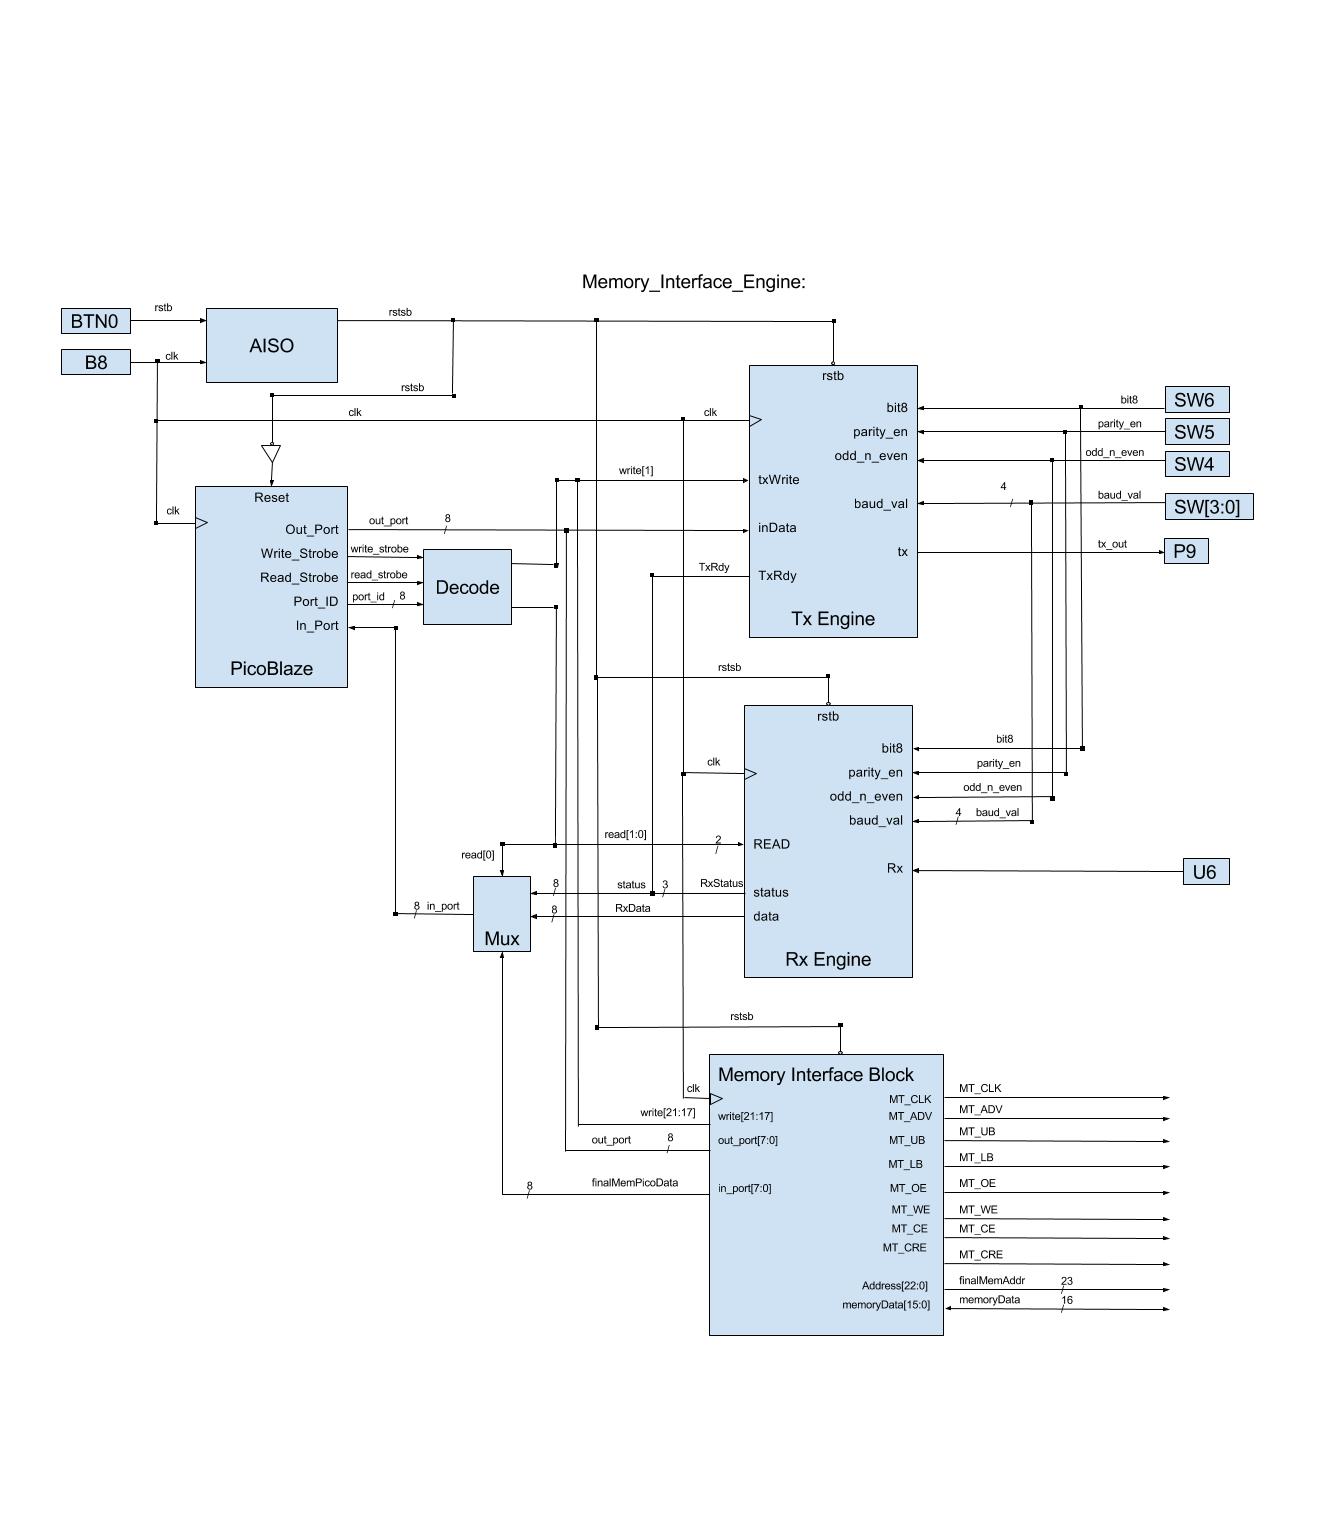 Memory_Interface_Engine:
BTN0
rstb
AISO
rstsb
B8
clk
rstsb
clk
clk
clk
Reset
Out_Port
Write_Strobe
Read_Strobe
Port_ID
In_Port
PicoBlaze
out_port
8
write_strobe
read_strobe
port_id
8
Decode
write[1]
TxRdy
rstb
bit8
parity_en
odd_n_even
txWrite
baud_val
inData
tx
TxRdy
Tx Engine
bit8
SW6
parity_en
SW5
odd_n_even
SW4
4
baud_val
SW[3:0]
tx_out
P9
rstsb
clk
rstb
bit8
parity_en
odd_n_even
baud_val
READ
Rx
status
data
Rx Engine
bit8
parity_en
odd_n_even
4
baud_val
U6
read[1:0]
2
read[0]
8
status
3
RxStatus
8
RxData
8
in_port
Mux
rstsb
clk
write[21:17]
out_port
8
finalMemPicoData
8
Memory Interface Block
MT_CLK
write[21:17]
MT_ADV
out_port[7:0]
MT_UB
MT_LB
in_port[7:0]
MT_OE
MT_WE
MT_CE
MT_CRE
Address[22:0]
memoryData[15:0]
MT_CLK
MT_ADV
MT_UB
MT_LB
MT_OE
MT_WE
MT_CE
MT_CRE
finalMemAddr
23
memoryData
16